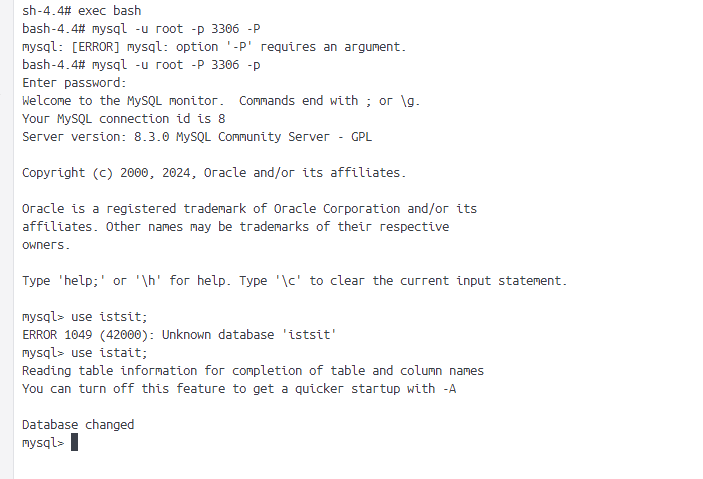 sh-4.4# exec bash
bash-4.4# mysql -u root -p 3306 -P
mysql: [ERROR] mysql: option '-P' requires an argument.
bash-4.4# mysql -u root -P 3306 -p
Enter password:
Welcome to the MySQL monitor.  Commands end with ; or \g.
Your MySQL connection id is 8
Server version: 8.3.0 MySQL Community Server - GPL

Copyright (c) 2000, 2024, Oracle and/or its affiliates.

Oracle is a registered trademark of Oracle Corporation and/or its
affiliates. Other names may be trademarks of their respective
owners.

Type 'help;' or '\h' for help. Type '\c' to clear the current input statement.

mysql> use istsit;
ERROR 1049 (42000): Unknown database 'istsit'
mysql> use istait;
Reading table information for completion of table and column names
You can turn off this feature to get a quicker startup with -A

Database changed
mysql>